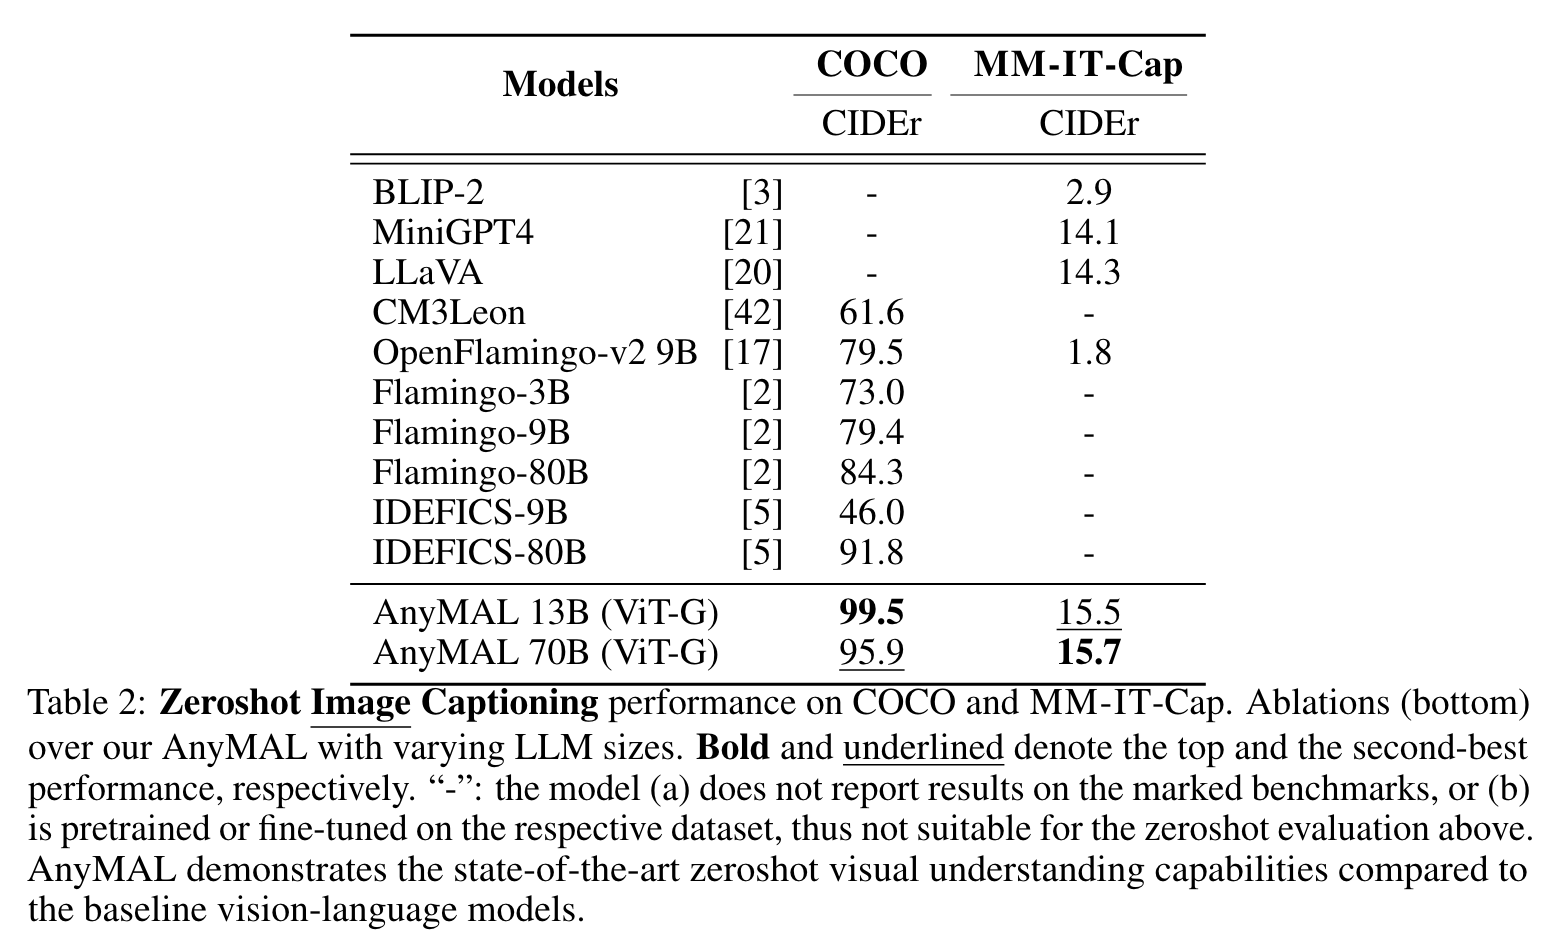 Models COCO MM-IT-Cap
CIDEr CIDEr
BLIP-2 [3] - 2.9
MiniGPT4 [21] - 14.1
LLaVA [20] - 14.3
CM3Leon [42] 61.6 -
OpenFlamingo-v2 9B [17] 79.5 1.8
Flamingo-3B [2] 73.0 -
Flamingo-9B [2] 79.4 -
Flamingo-80B [2] 84.3 -
IDEFICS-9B [5] 46.0 -
IDEFICS-80B [5] 91.8 -
AnyMAL 13B (ViT-G) 99.5 15.5
AnyMAL 70B (ViT-G) 95.9 15.7
Table 2: Zeroshot Image Captioning performance on COCO and MM-IT-Cap. Ablations (bottom)
over our AnyMAL with varying LLM sizes. Bold and underlined denote the top and the second-best
performance, respectively. “-”: the model (a) does not report results on the marked benchmarks, or (b)
is pretrained or fine-tuned on the respective dataset, thus not suitable for the zeroshot evaluation above.
AnyMAL demonstrates the state-of-the-art zeroshot visual understanding capabilities compared to
the baseline vision-language models.